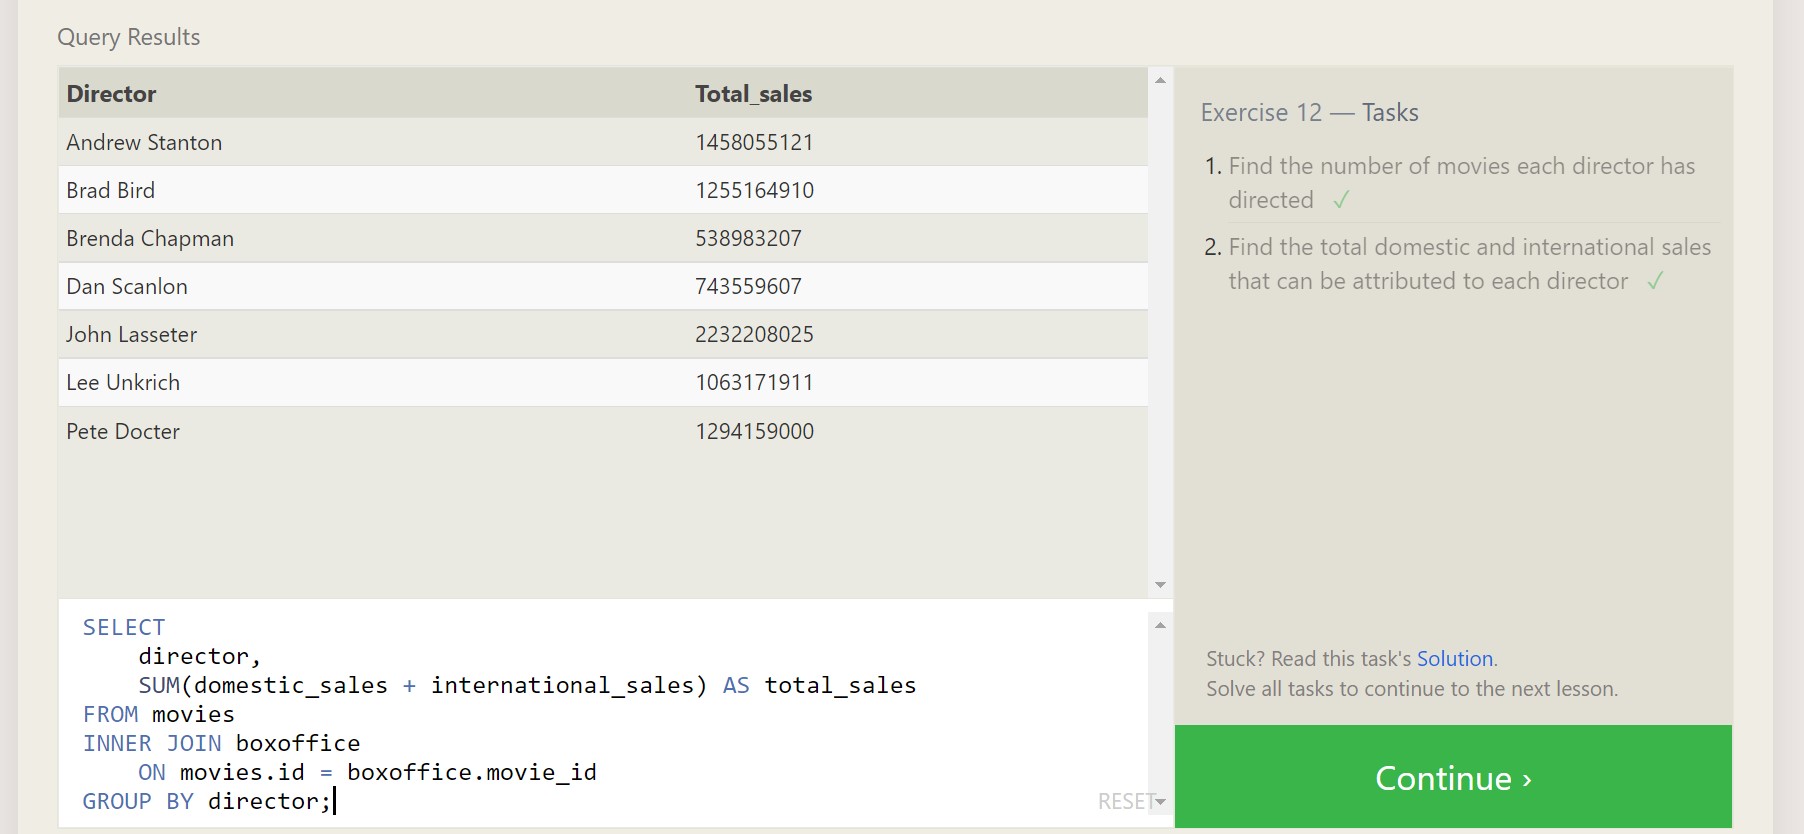 Query Results
Director Total_sales
Andrew Stanton 1458055121
Brad Bird 1255164910
Brenda Chapman 538983207
Dan Scanlon 743559607
John Lasseter 2232208025
Lee Unkrich 1063171911
Pete Docter 1294159000
SELECT
    director,
    SUM(domestic_sales + international_sales) AS total_sales
FROM movies
INNER JOIN boxoffice
    ON movies.id = boxoffice.movie_id
GROUP BY director;
RESET
Exercise 12 — Tasks
1. Find the number of movies each director has
directed ✓
2. Find the total domestic and international sales
that can be attributed to each director ✓
Stuck? Read this task's Solution.
Solve all tasks to continue to the next lesson.
Continue ›